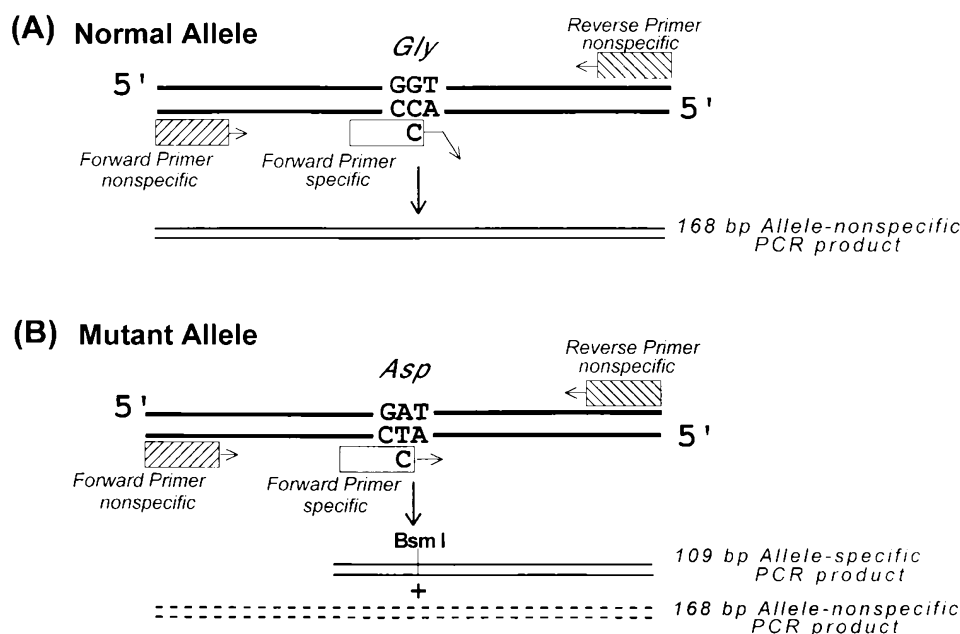 (A) Normal Allele
Gly
Reverse Primer
nonspecific
5'
GGT
CCA
5'
C
Forward Primer
nonspecific
Forward Primer
specific
168 bp Allele-nonspecific
PCR product
(B) Mutant Allele
Asp
Reverse Primer
nonspecific
5'
GAT
CTA
5'
C
Forward Primer
nonspecific
Forward Primer
specific
Bsm I
109 bp Allele-specific
PCR product
+
168 bp Allele-nonspecific
PCR product